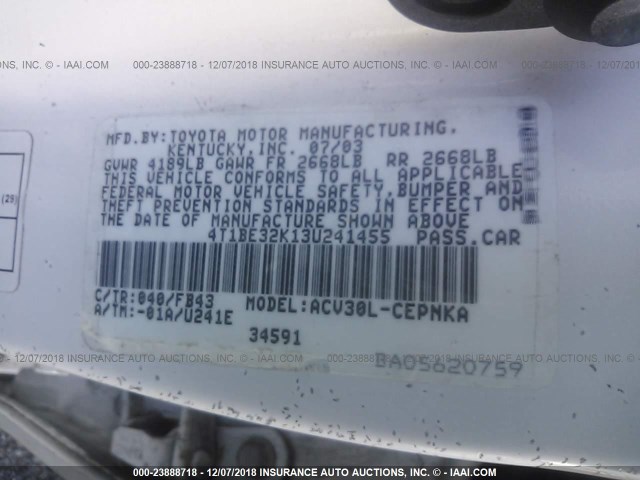 000-23888718 - 12/07/2018 INSURANCE AUTO AUCTIONS, INC. © - IAAI.COM
MFD.BY:TOYOTA MOTOR MANUFACTURING,
KENTUCKY,INC. 07/03
GVWR 4189LB GAWR FR 2668LB RR 2668LB
THIS VEHICLE CONFORMS TO ALL APPLICABLE
FEDERAL MOTOR VEHICLE SAFETY,BUMPER AND
THEFT PREVENTION STANDARDS IN EFFECT ON
THE DATE OF MANUFACTURE SHOWN ABOVE
(29)
4T1BE32K13U241455 PASS.CAR
000-23888718 - 12/07/2018 INSURANCE AUTO AUCTIONS, INC. © - IAAI.COM
C/TR:040/FB43 MODEL:ACV30L-CEPNKA
A/TM:-01A/U241E
34591
BA05620759
000-23888718 - 12/07/2018 INSURANCE AUTO AUCTIONS, INC. © - IAAI.COM